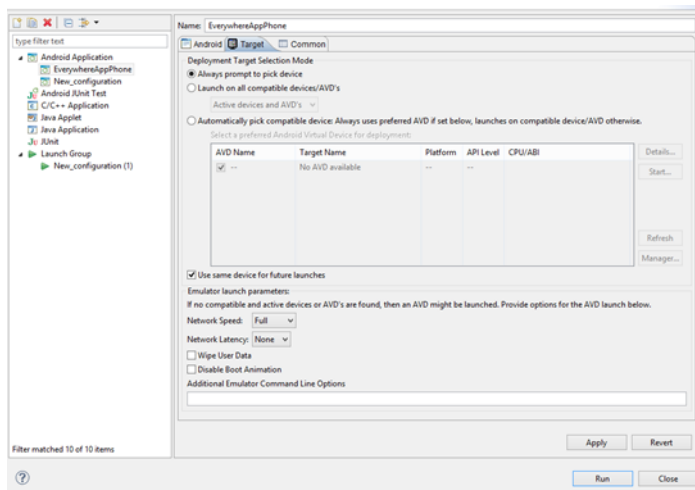 Name: EverywhereAppPhone
type filter text
Android Application
EverywhereAppPhone
New_configuration
Android JUnit Test
C/C++ Application
Java Applet
Java Application
JUnit
Launch Group
New_configuration (1)
Filter matched 10 of 10 items
Android Target Common
Deployment Target Selection Mode
Always prompt to pick device
Launch on all compatible devices/AVD's
Active devices and AVD's
Automatically pick compatible device: Always uses preferred AVD if set below, launches on compatible device/AVD otherwise.
Select a preferred Android Virtual Device for deployment:
AVD Name Target Name Platform API Level CPU/ABI
-- No AVD available -- --
Details...
Start...
Refresh
Manager...
Use same device for future launches
Emulator launch parameters:
If no compatible and active devices or AVD's are found, then an AVD might be launched. Provide options for the AVD launch below.
Network Speed: Full
Network Latency: None
Wipe User Data
Disable Boot Animation
Additional Emulator Command Line Options
Apply Revert
? Run Close